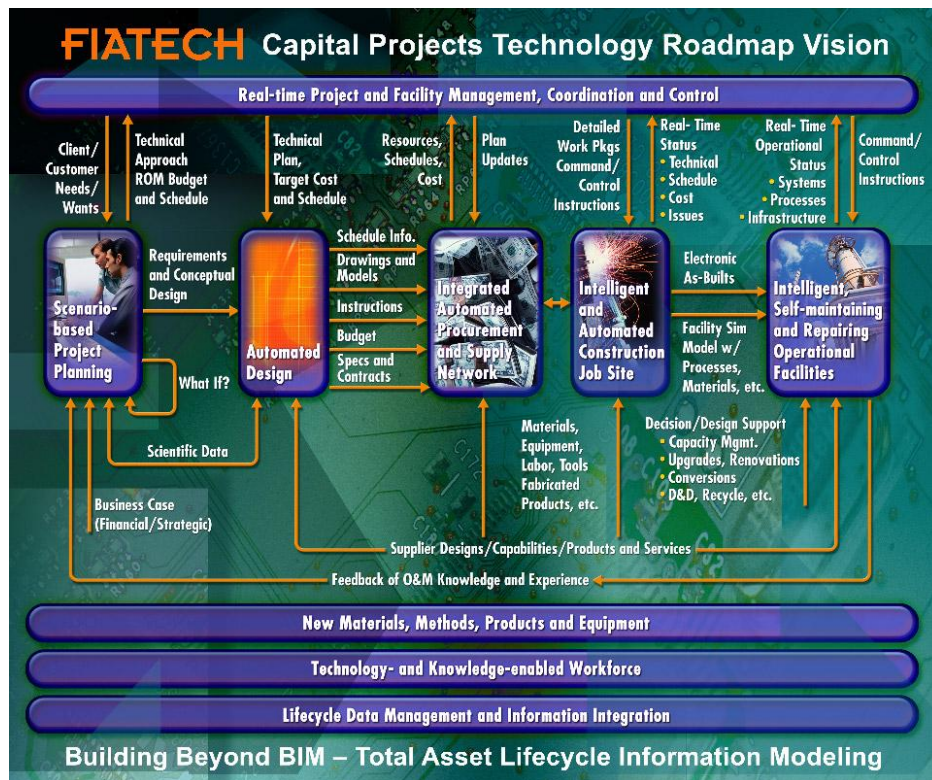 FIATECH Capital Projects Technology Roadmap Vision
Real-time Project and Facility Management, Coordination and Control
Client/
Customer
Needs/
Wants
Technical
Approach
ROM Budget
and Schedule
Technical
Plan,
Target Cost
and Schedule
Resources,
Schedules,
Cost
Plan
Updates
Detailed
Work Pkgs
Command/
Control
Instructions
Real- Time
Status
• Technical
• Schedule
• Cost
• Issues
Real- Time
Operational
Status
• Systems
• Processes
• Infrastructure
Command/
Control
Instructions
Scenario-
based
Project
Planning
Requirements
and Conceptual
Design
What If?
Automated
Design
Schedule Info.
Drawings and
Models
Instructions
Budget
Specs and
Contracts
Integrated
Automated
Procurement
and Supply
Network
Intelligent
and
Automated
Construction
Job Site
Electronic
As-Builts
Facility Sim
Model w/
Processes,
Materials, etc.
Intelligent,
Self-maintaining
and Repairing
Operational
Facilities
Scientific Data
Business Case
(Financial/Strategic)
Materials,
Equipment,
Labor, Tools
Fabricated
Products, etc.
Decision/Design Support
• Capacity Mgmt.
• Upgrades, Renovations
• Conversions
• D&D, Recycle, etc.
Supplier Designs/Capabilities/Products and Services
Feedback of O&M Knowledge and Experience
New Materials, Methods, Products and Equipment
Technology- and Knowledge-enabled Workforce
Lifecycle Data Management and Information Integration
Building Beyond BIM – Total Asset Lifecycle Information Modeling